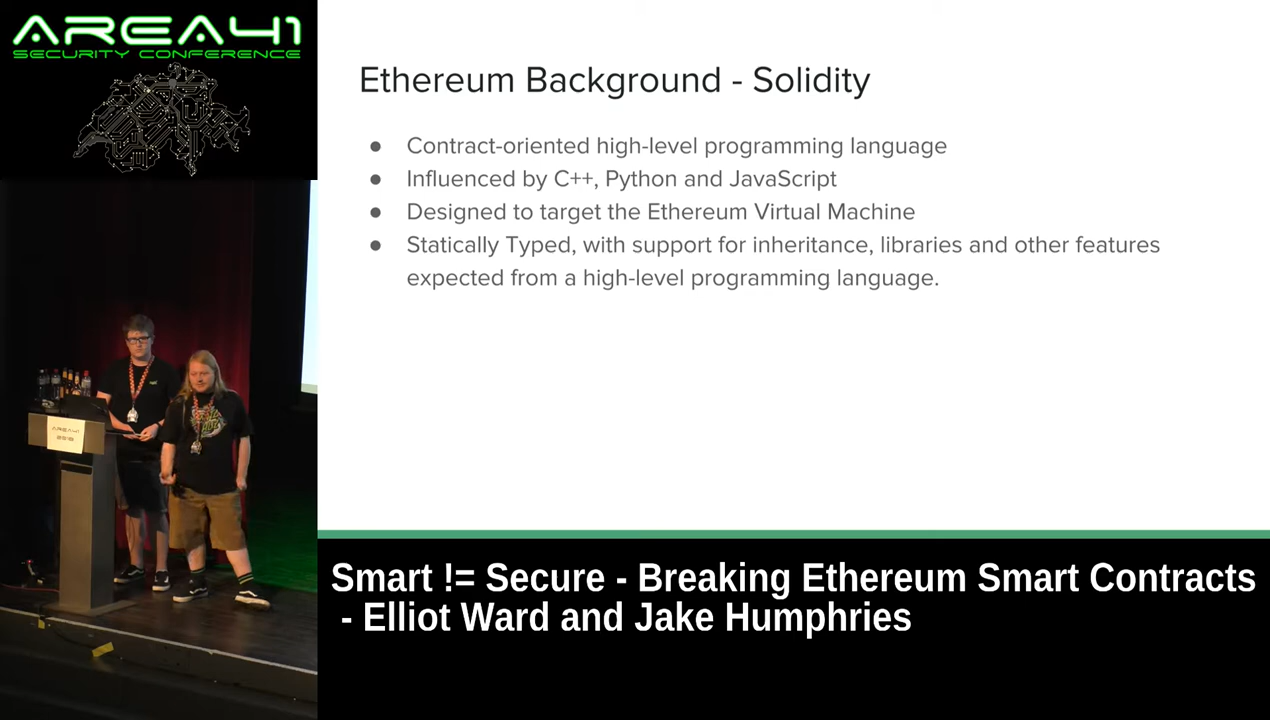 AREA41
SECURITY CONFERENCE
Ethereum Background - Solidity
● Contract-oriented high-level programming language
● Influenced by C++, Python and JavaScript
● Designed to target the Ethereum Virtual Machine
● Statically Typed, with support for inheritance, libraries and other features
expected from a high-level programming language.
AREA41
Smart != Secure - Breaking Ethereum Smart Contracts
- Elliot Ward and Jake Humphries